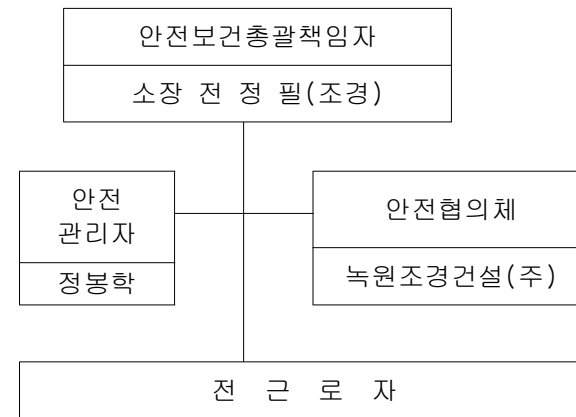 안전보건총괄책임자
소장 전 정 필(조경)
안전
관리자
정봉학
안전협의체
녹원조경건설(주)
전 근 로 자